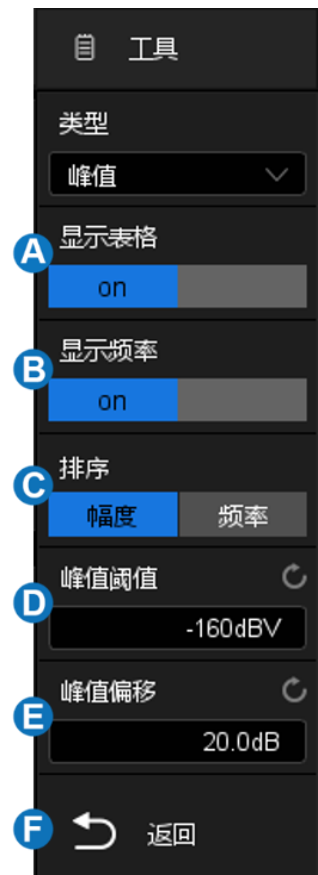 工具
类型
峰值
A 显示表格
on
B 显示频率
on
C 排序
幅度 频率
D 峰值阈值
-160dBV
E 峰值偏移
20.0dB
F 返回